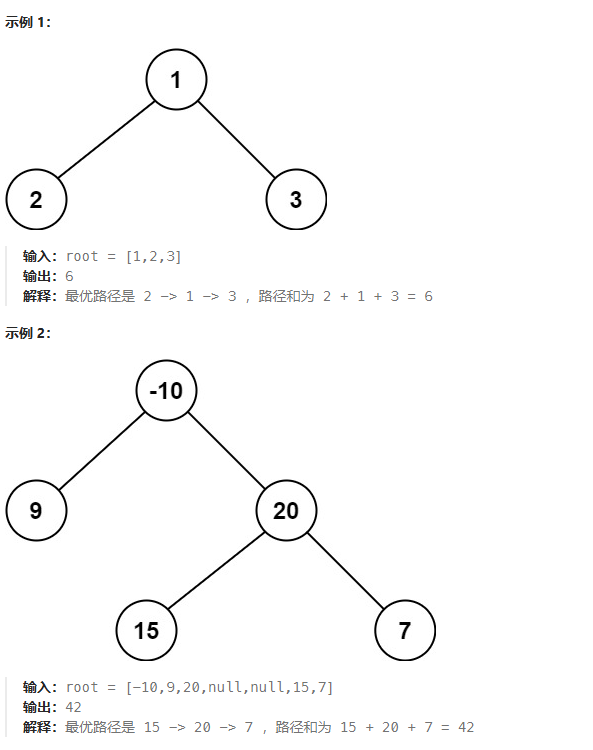 示例 1：
1
2
3
输入：root = [1,2,3]
输出：6
解释：最优路径是 2 -> 1 -> 3 ，路径和为 2 + 1 + 3 = 6
示例 2：
-10
9
20
15
7
输入：root = [-10,9,20,null,null,15,7]
输出：42
解释：最优路径是 15 -> 20 -> 7 ，路径和为 15 + 20 + 7 = 42